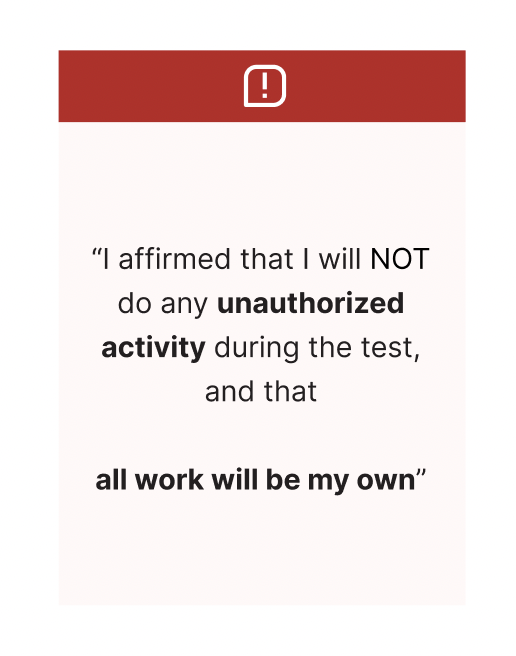 “I affirmed that I will NOT
do any unauthorized
activity during the test,
and that
all work will be my own”